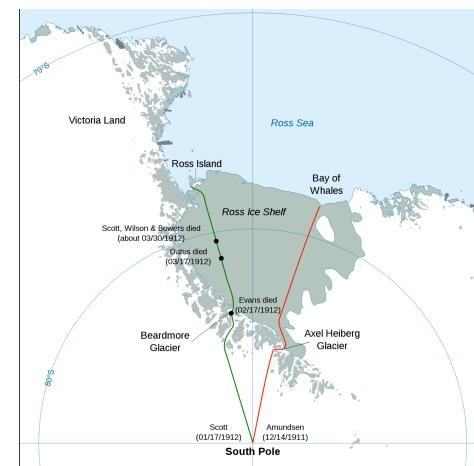 70°S
Victoria Land
Ross Sea
Ross Island
Bay of
Whales
Ross Ice Shelf
Scott, Wilson & Bowers died
(about 03/30/1912)
Oatus died
(03/17/1912)
Evans died
(02/17/1912)
Beardmore
Glacier
Axel Heiberg
Glacier
80°S
Scott
(01/17/1912)
Amundsen
(12/14/1911)
South Pole